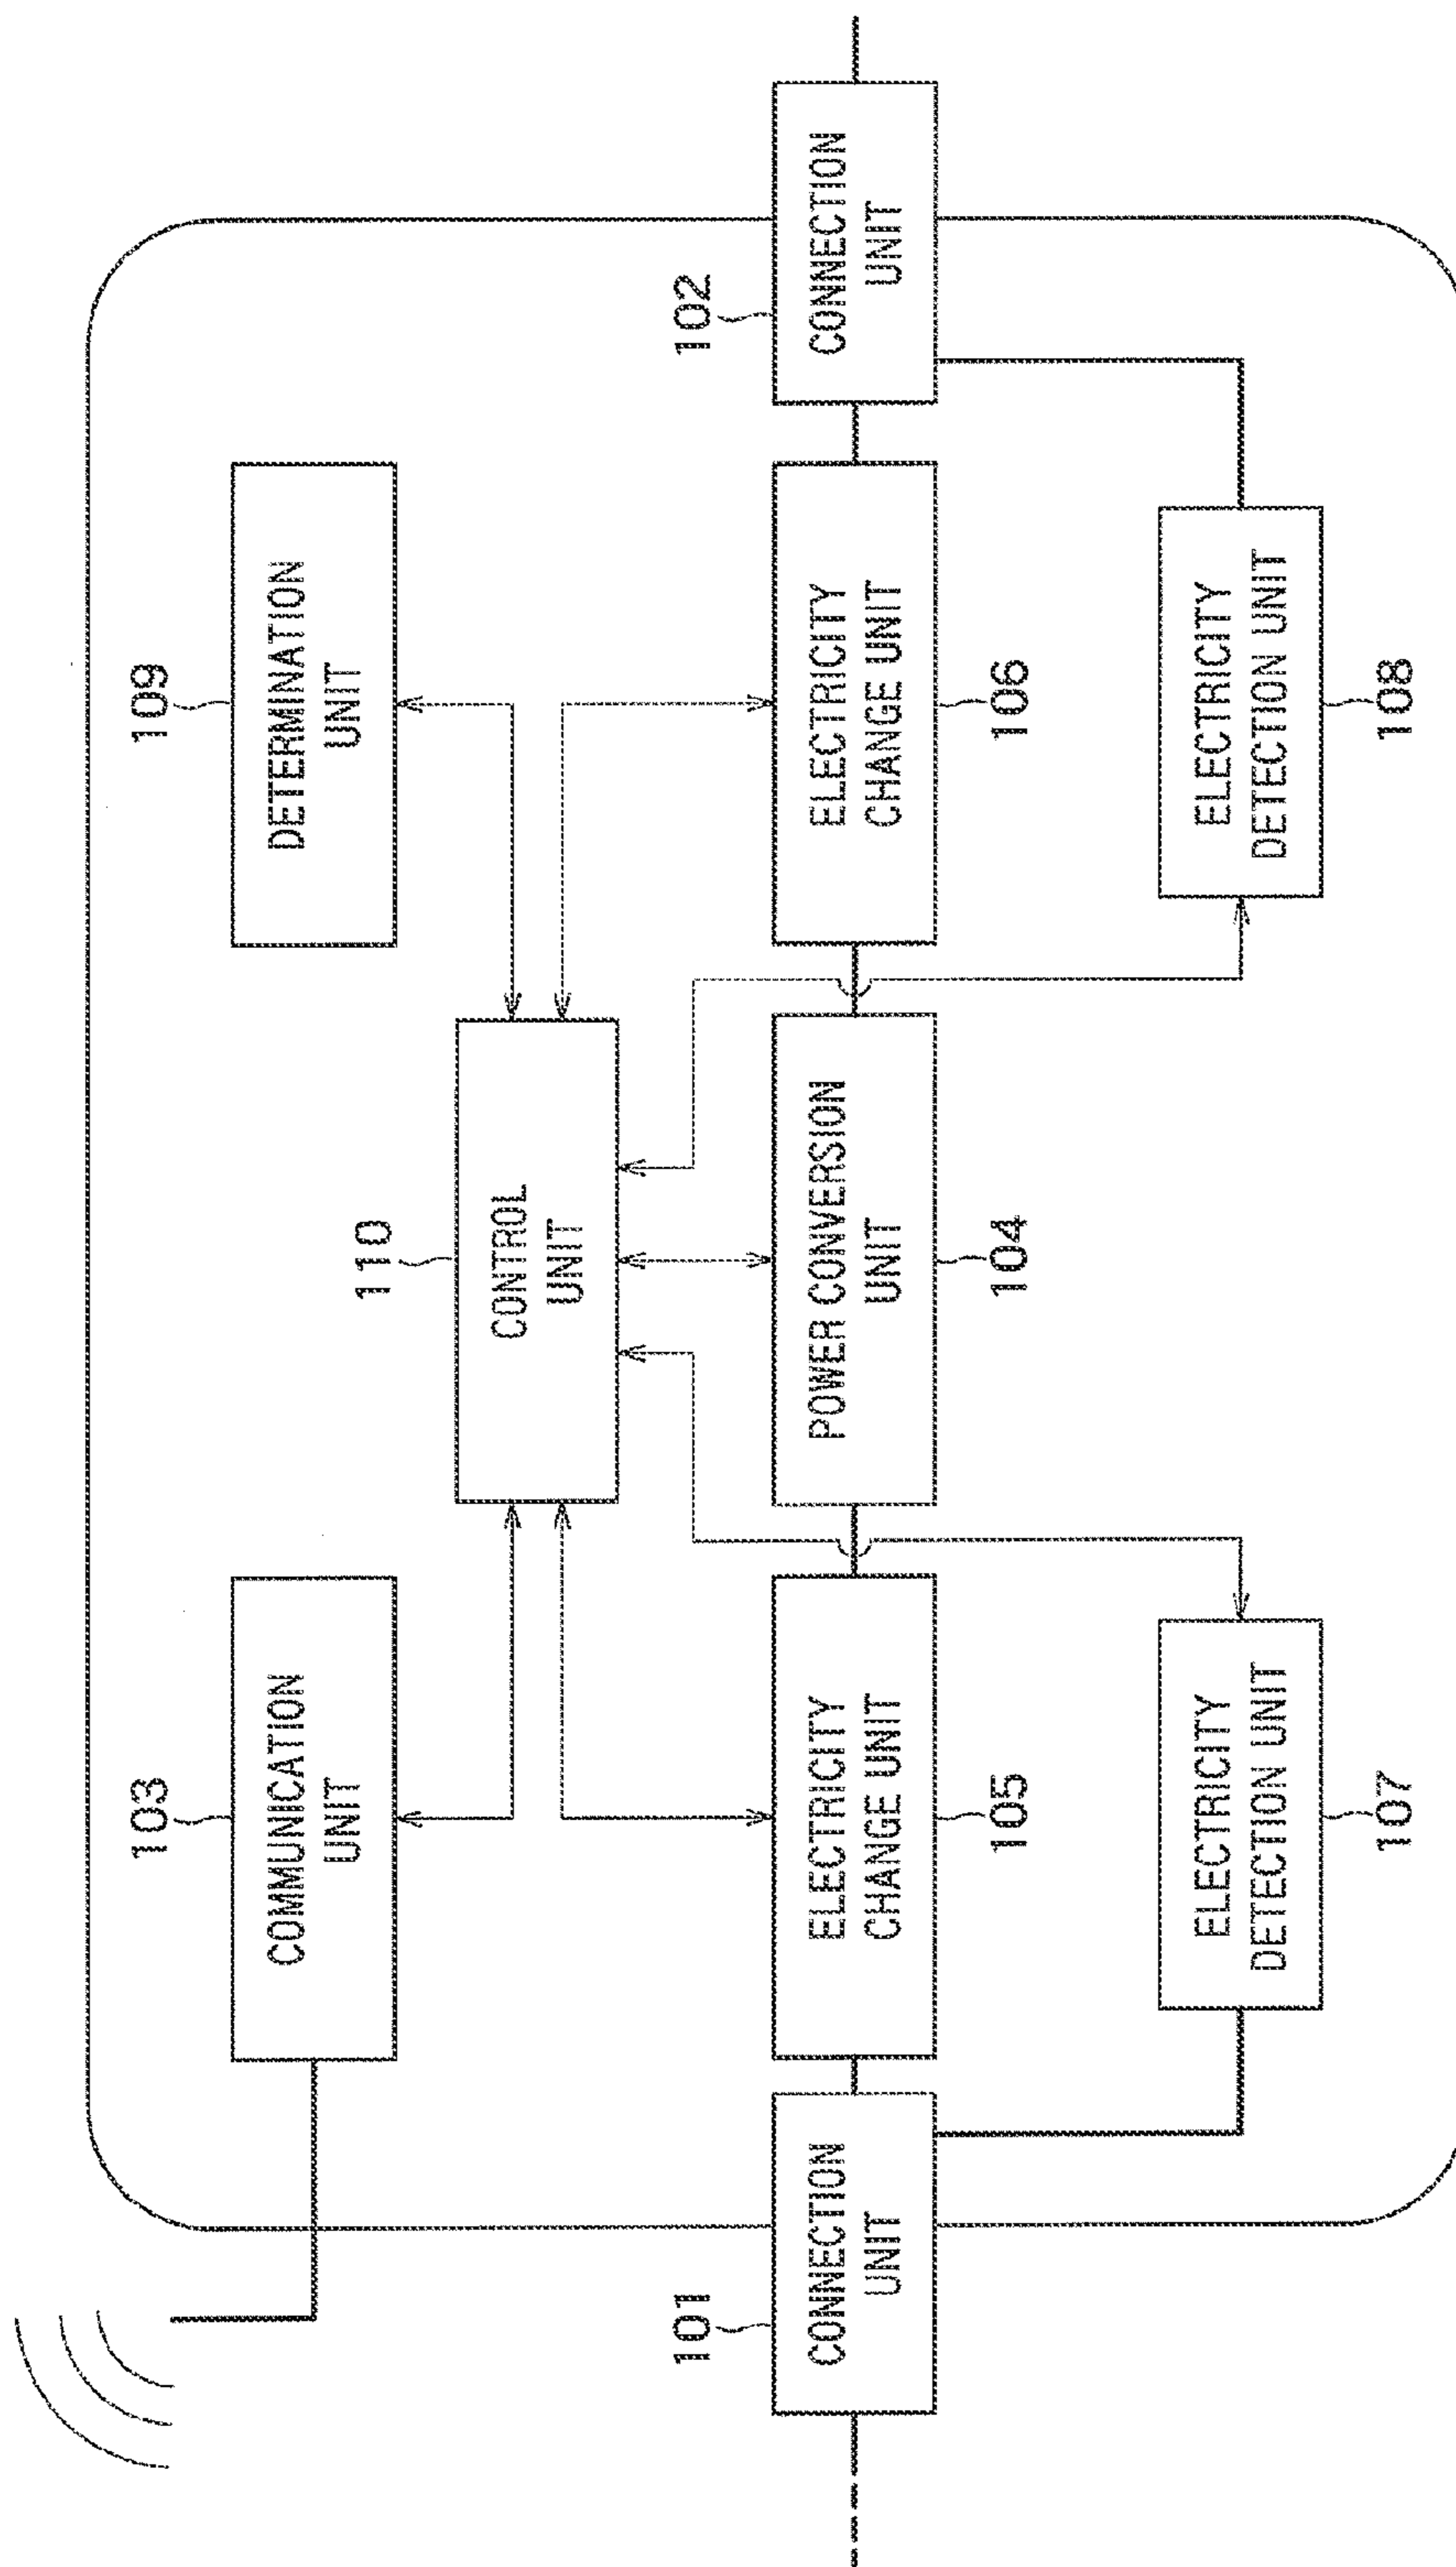 103
COMMUNICATION
UNIT
109
DETERMINATION
UNIT
110
CONTROL
UNIT
101
CONNECTION
UNIT
ELECTRICITY
CHANGE UNIT
105
POWER CONVERSION
UNIT
104
ELECTRICITY
CHANGE UNIT
106
102
CONNECTION
UNIT
ELECTRICITY
DETECTION UNIT
107
ELECTRICITY
DETECTION UNIT
108